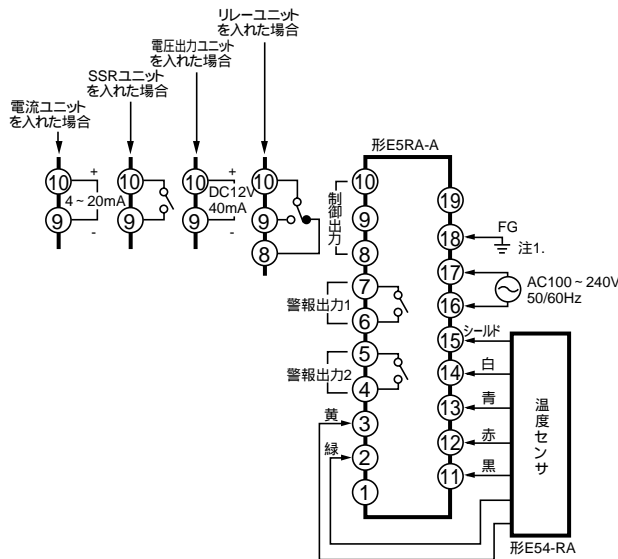 リレーユニット
を入れた場合
電圧出力ユニット
を入れた場合
SSRユニット
を入れた場合
電流ユニット
を入れた場合
形E5RA-A
10
+
9
4~20mA
-
10
9
10
+
9
DC12V
40mA
-
10
9
8
制御出力
10
9
8
警報出力1
7
6
警報出力2
5
4
黄
3
緑
2
1
19
18
FG
注1.
17
16
AC100~240V
50/60Hz
15
シールド
14
白
13
青
12
赤
11
黒
温度センサ
形E54-RA